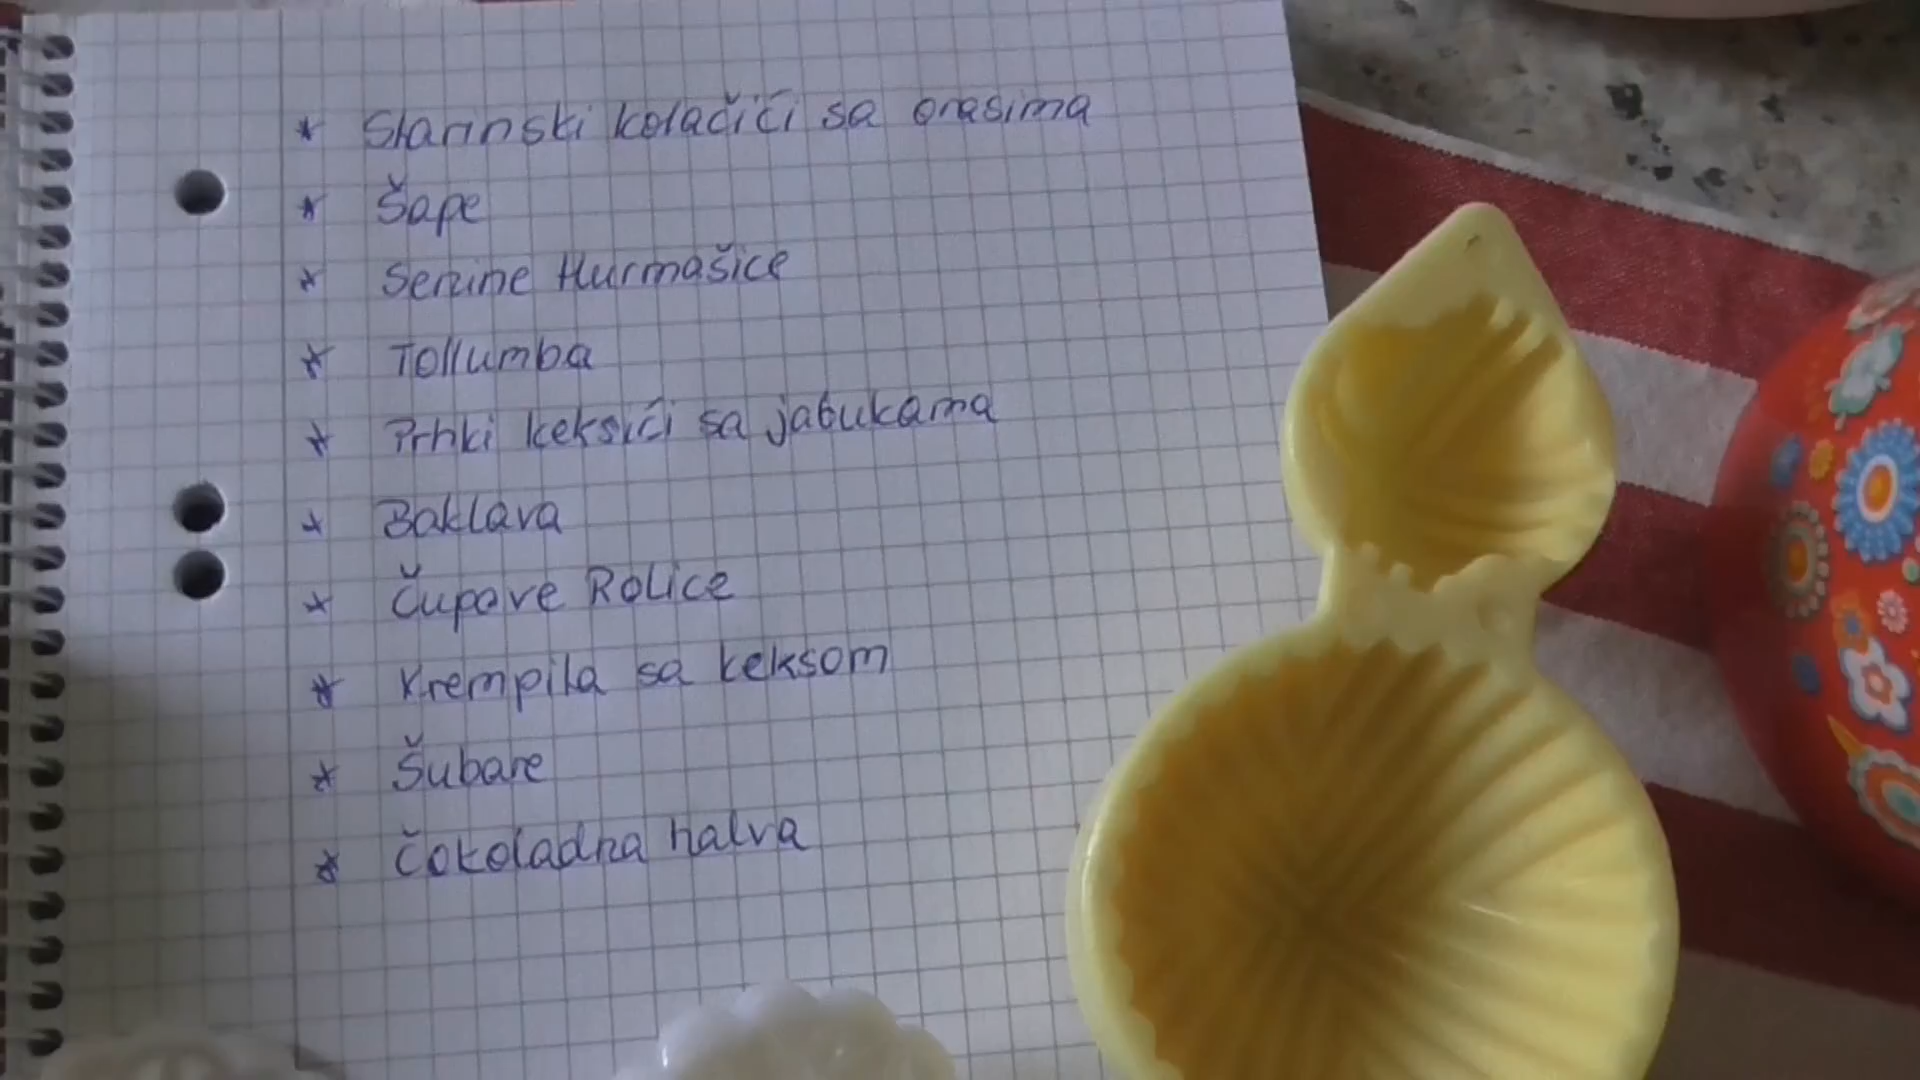 * Starinski kolačići sa orasima
* Šape
* Senine Hurmašice
* Tollumba
* Prhki keksići sa jabukama
* Baklava
* Čupave Rolice
* Krempita sa keksom
* Šubare
* Čokoladna halva